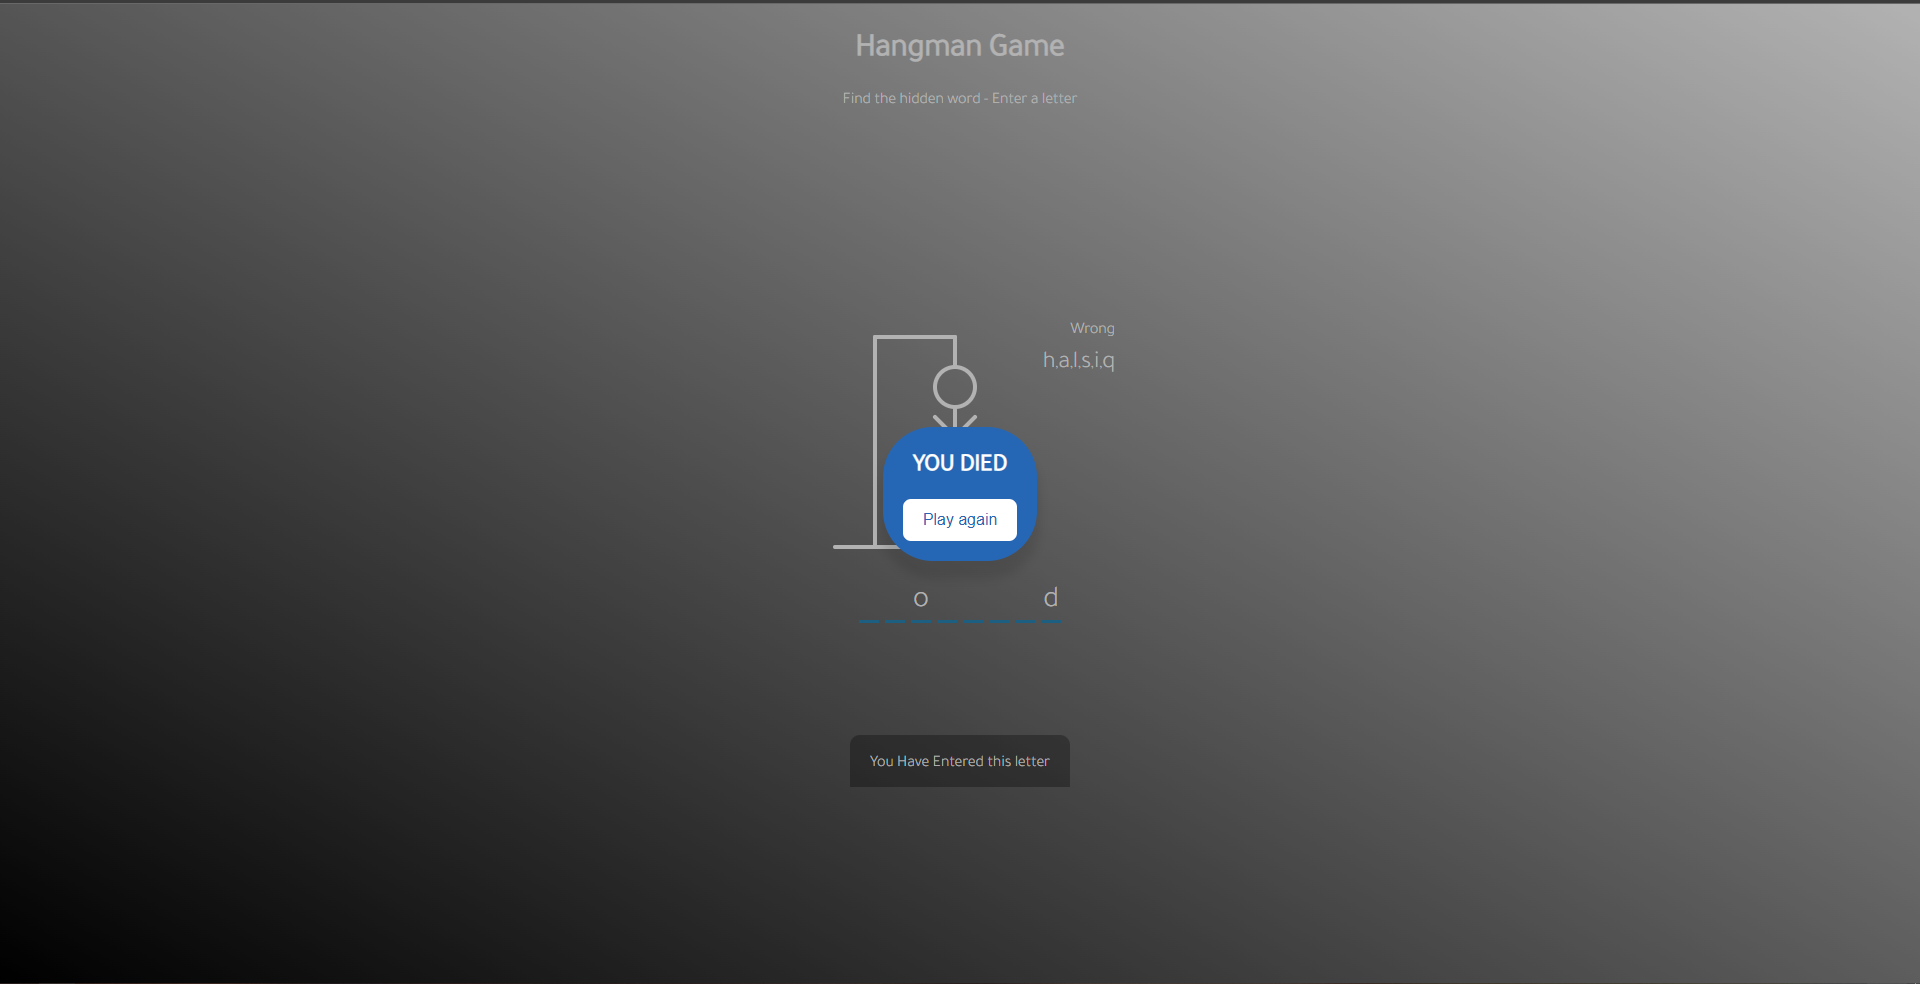 Hangman Game
Find the hidden word - Enter a letter
Wrong
h,a,l,s,i,q
YOU DIED
Play again
o d
You Have Entered this letter